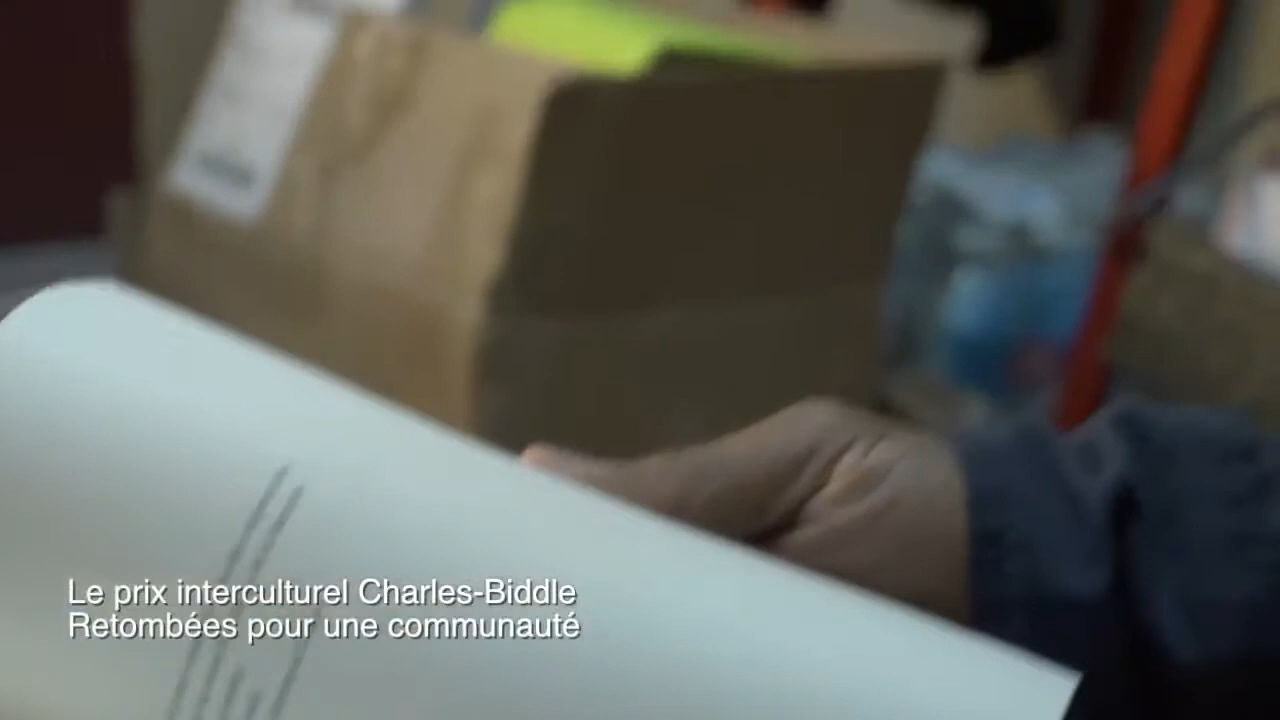 Le prix interculturel Charles-Biddle
Retombées pour une communauté